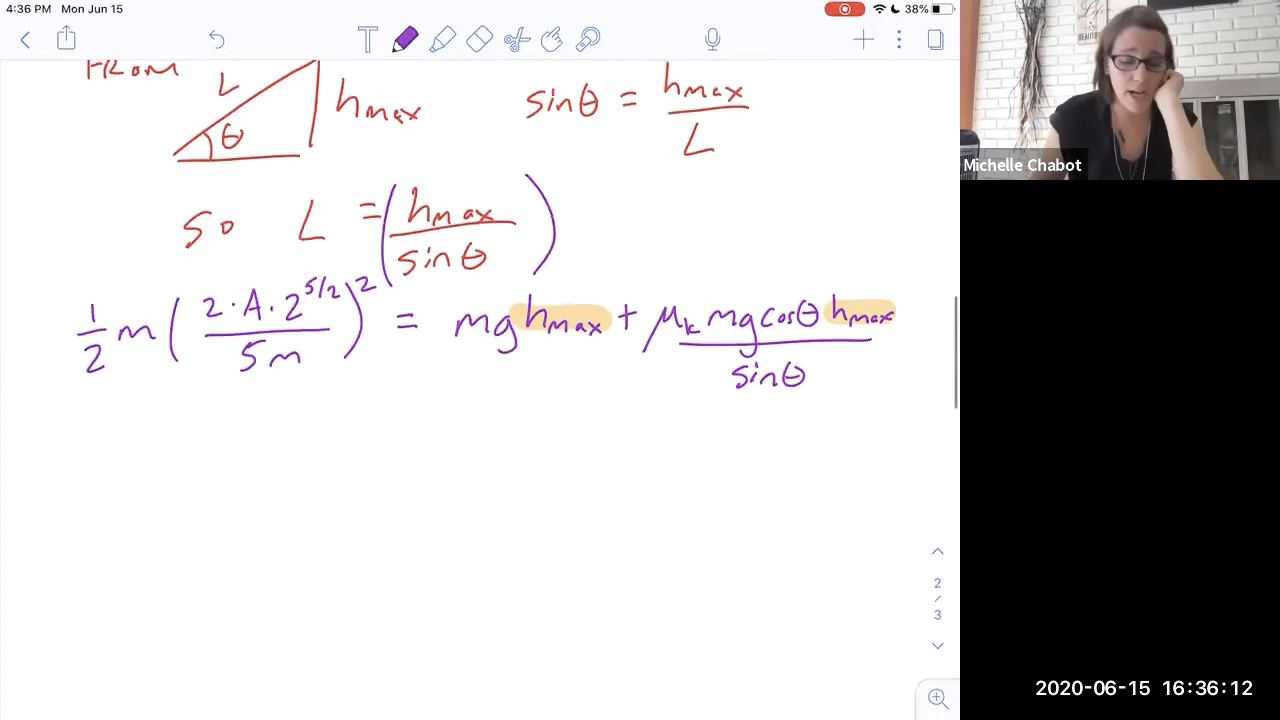 4:36 PM Mon Jun 15
38%
T
FROM
L
θ
hmax
sinθ = hmax / L
so L = (hmax / sinθ)
1/2 m (2 · A · 2^5/2 / 5m)^2 = mg hmax + μk mg cosθ hmax / sinθ
2 / 3
Michelle Chabot
2020-06-15 16:36:12